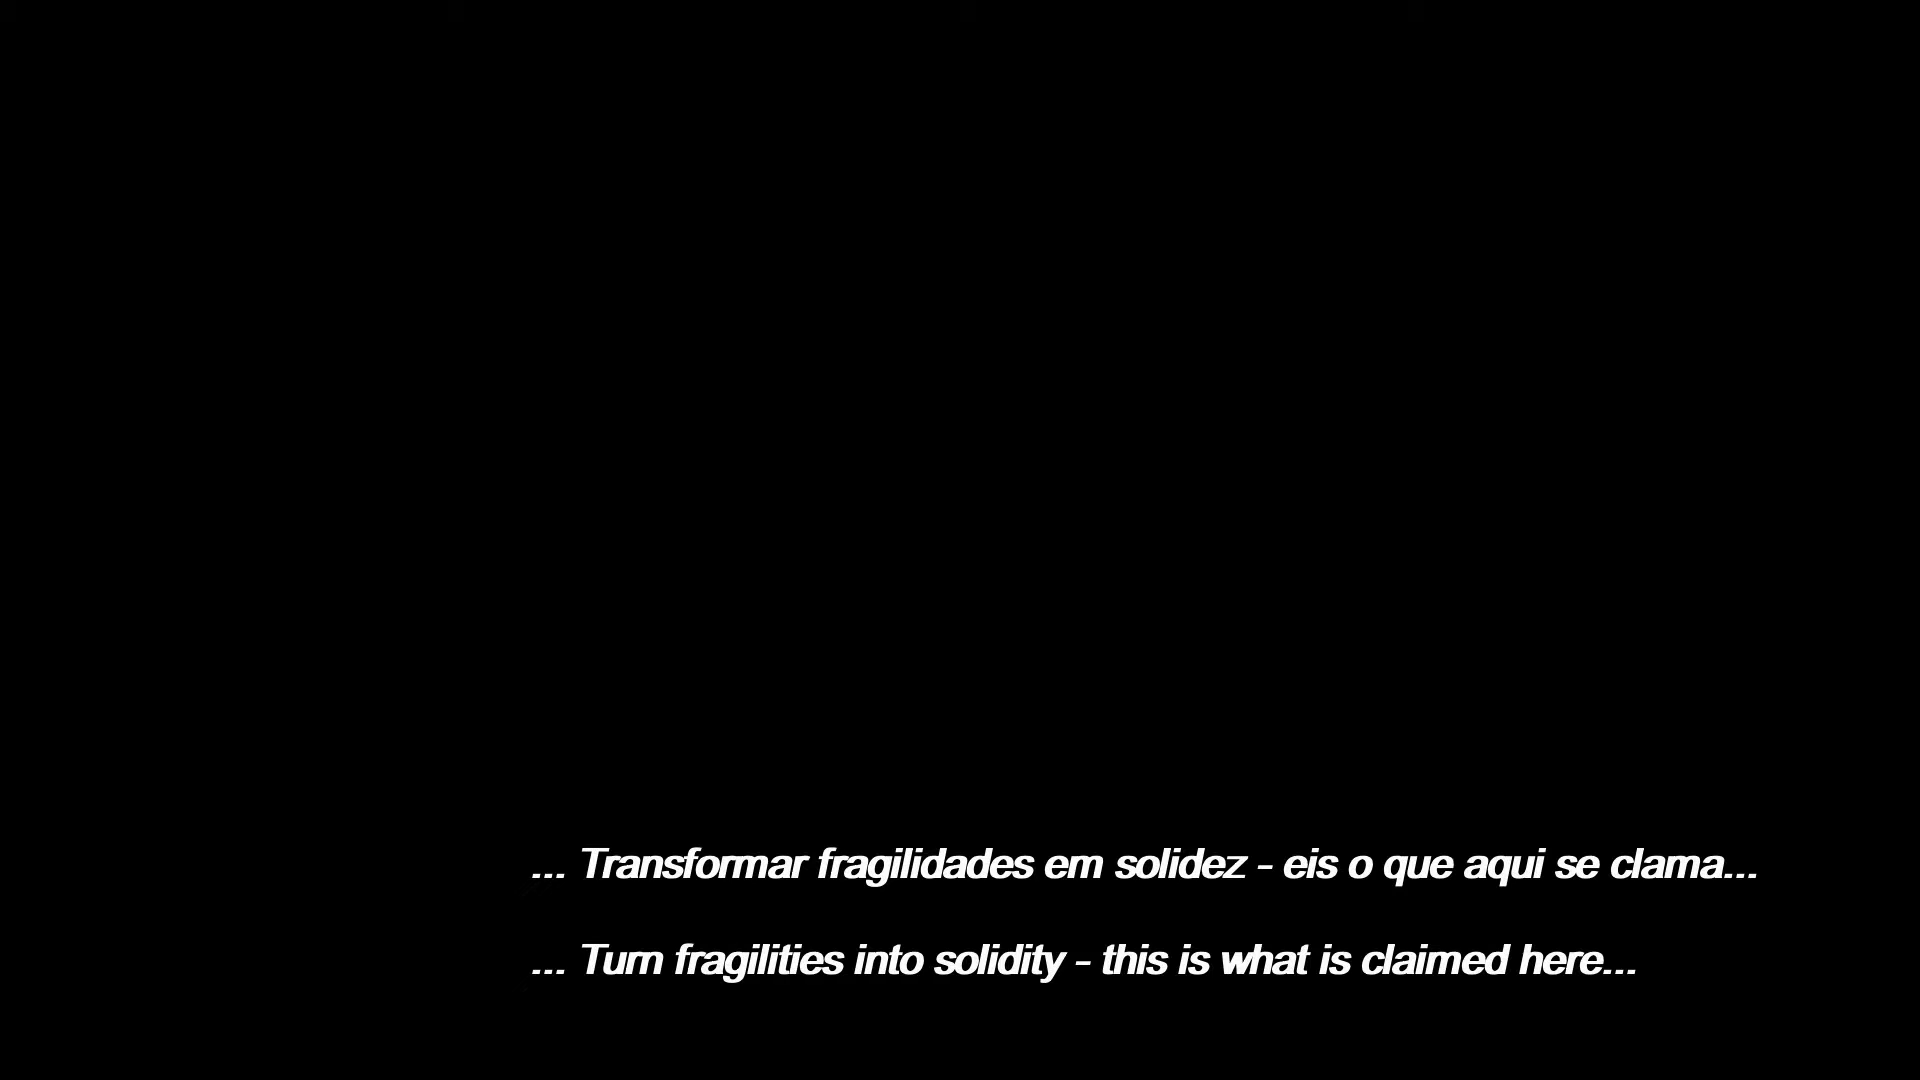 ... Transformar fragilidades em solidez - eis o que aqui se clama...
... Turn fragilities into solidity - this is what is claimed here...